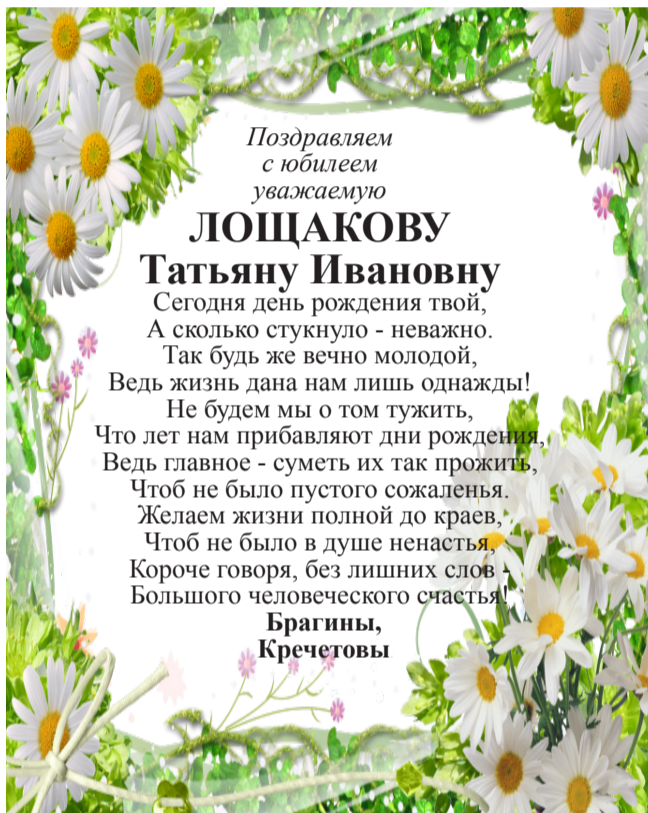 Поздравляем
с юбилеем
уважаемую
ЛОЩАКОВУ
Татьяну Ивановну
Сегодня день рождения твой,
А сколько стукнуло - неважно.
Так будь же вечно молодой,
Ведь жизнь дана нам лишь однажды!
Не будем мы о том тужить,
Что лет нам прибавляют дни рождения,
Ведь главное - суметь их так прожить,
Чтоб не было пустого сожаленья.
Желаем жизни полной до краев,
Чтоб не было в душе ненастья,
Короче говоря, без лишних слов -
Большого человеческого счастья!
Брагины,
Кречетовы